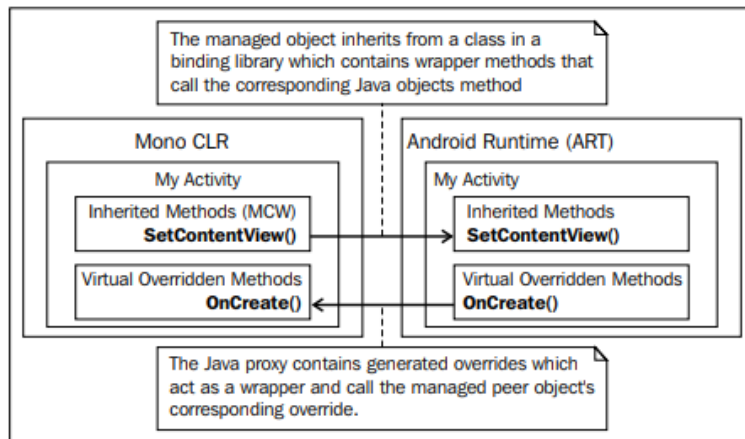 The managed object inherits from a class in a
binding library which contains wrapper methods that
call the corresponding Java objects method
Mono CLR
My Activity
Inherited Methods (MCW)
SetContentView()
Virtual Overridden Methods
OnCreate()
Android Runtime (ART)
My Activity
Inherited Methods
SetContentView()
Virtual Overridden Methods
OnCreate()
The Java proxy contains generated overrides which
act as a wrapper and call the managed peer object's
corresponding override.